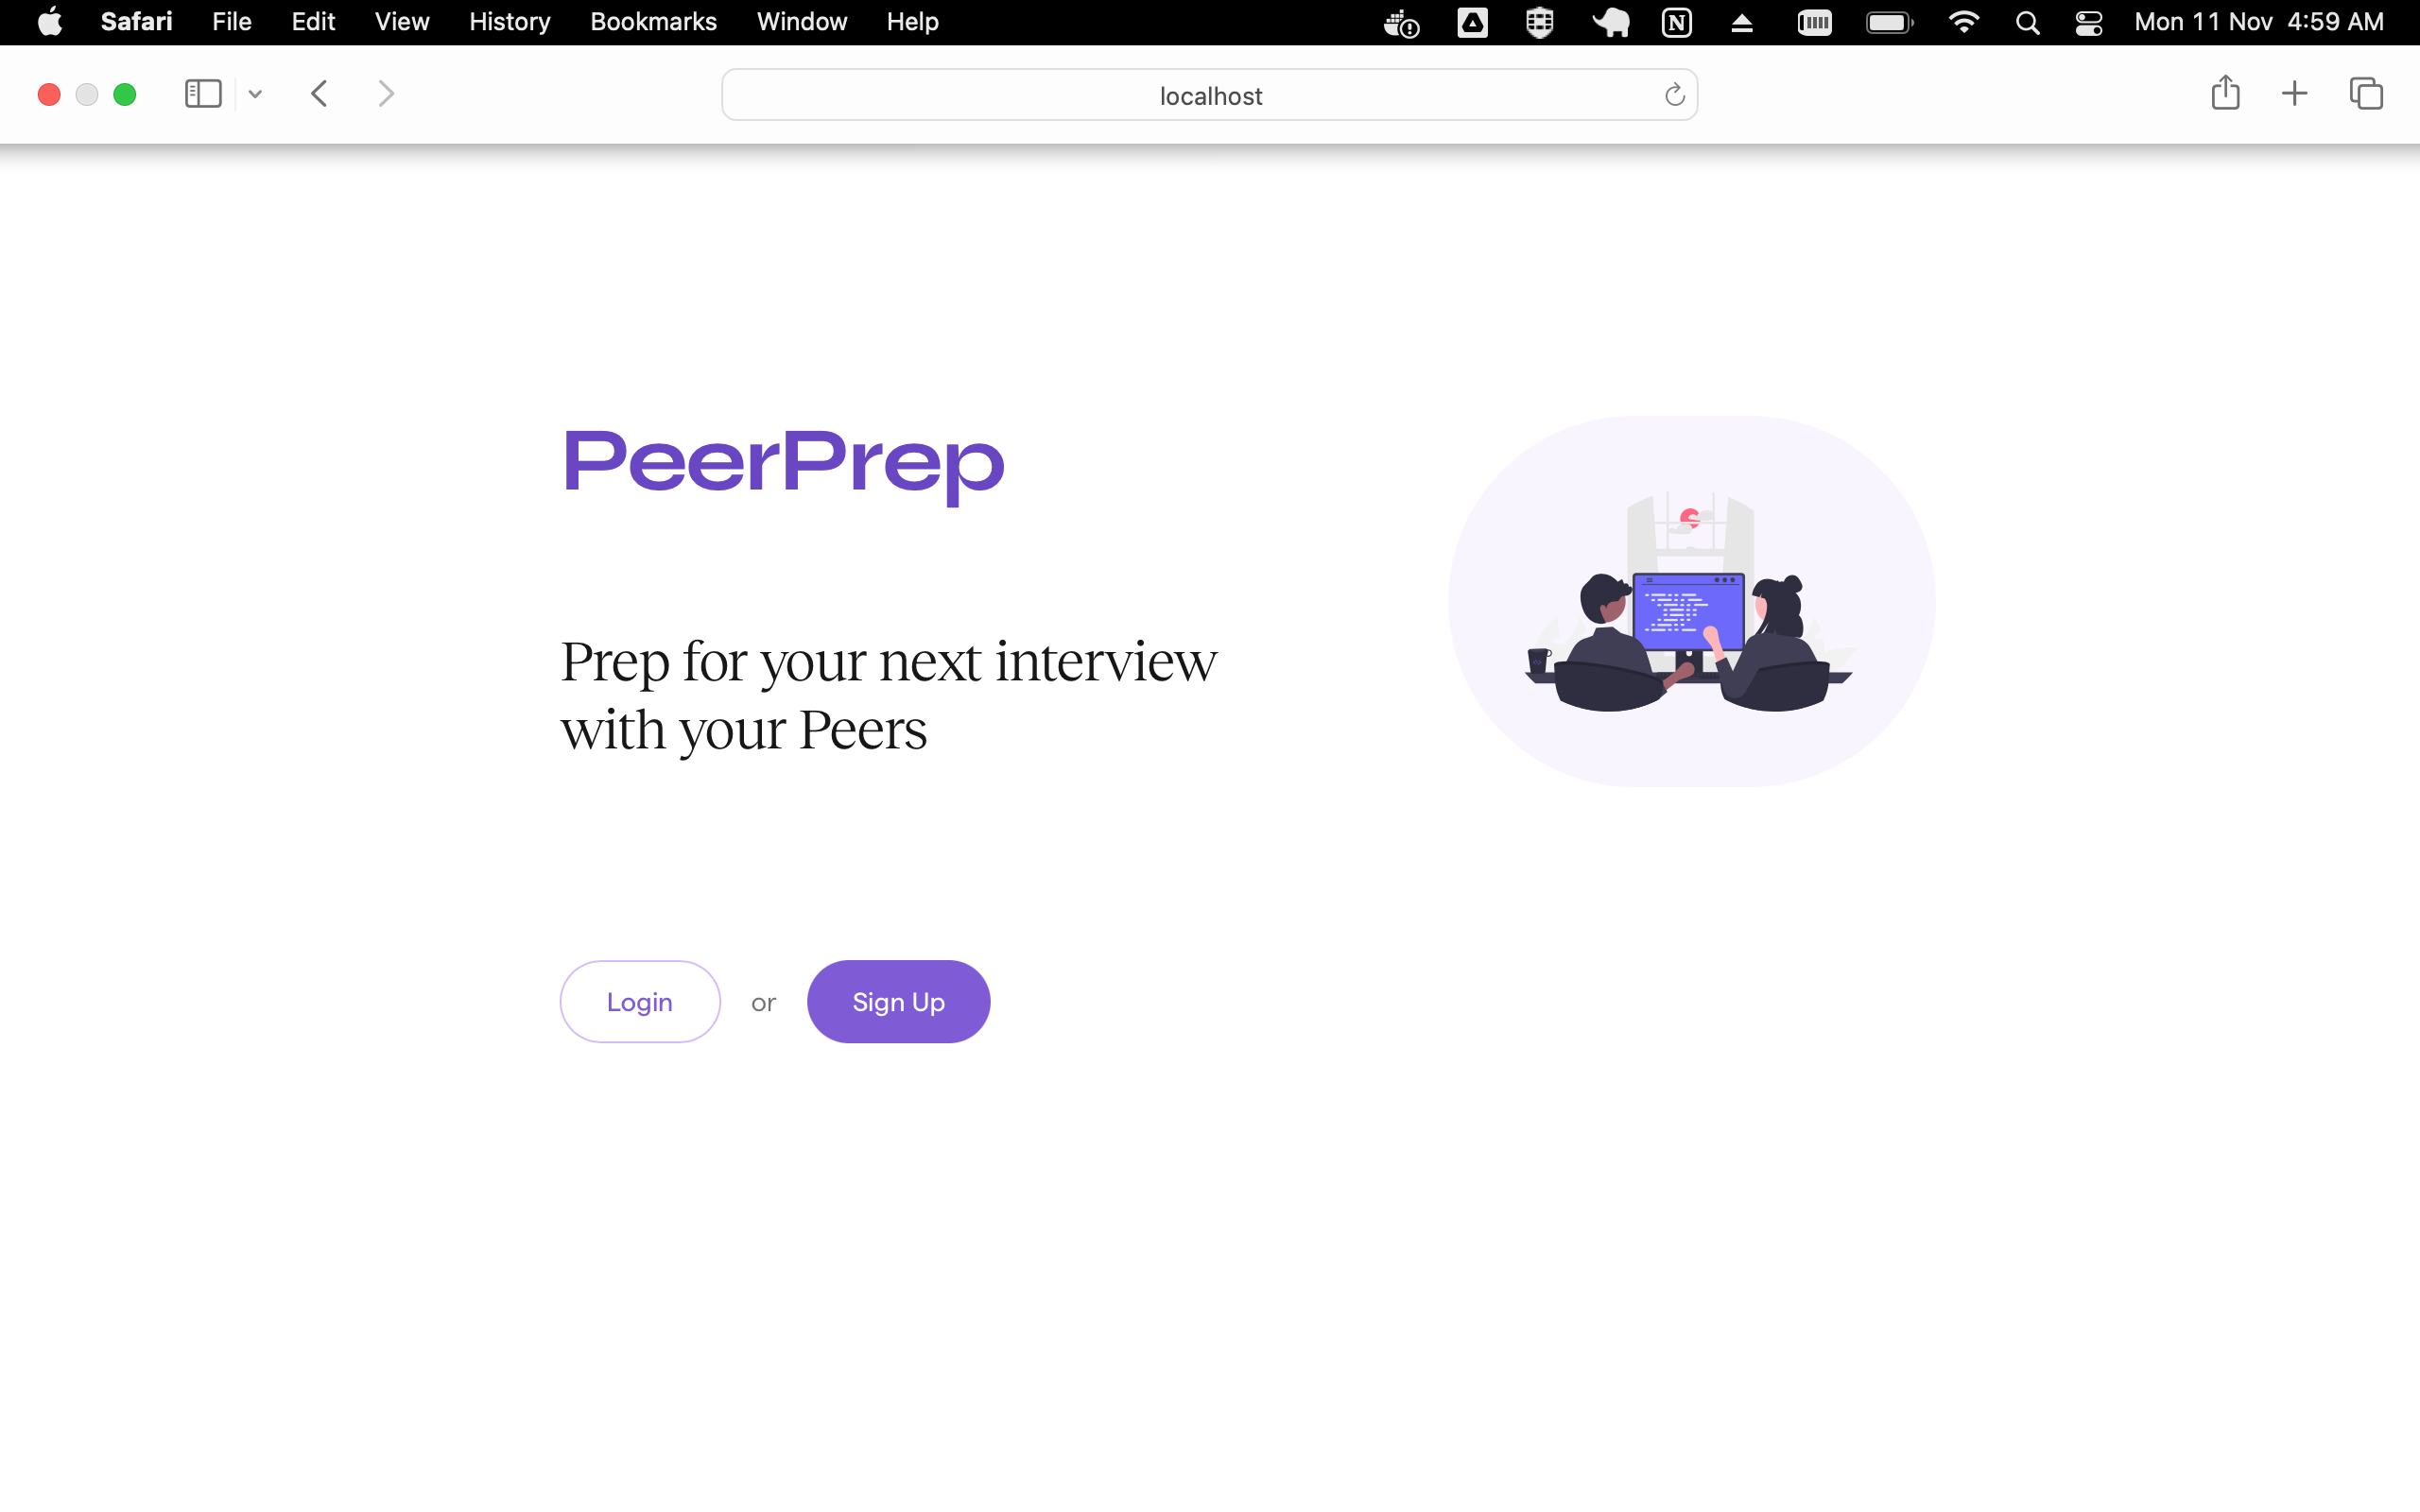 Safari File Edit View History Bookmarks Window Help Mon 11 Nov 4:59 AM
localhost
PeerPrep
Prep for your next interview
with your Peers
Login or Sign Up